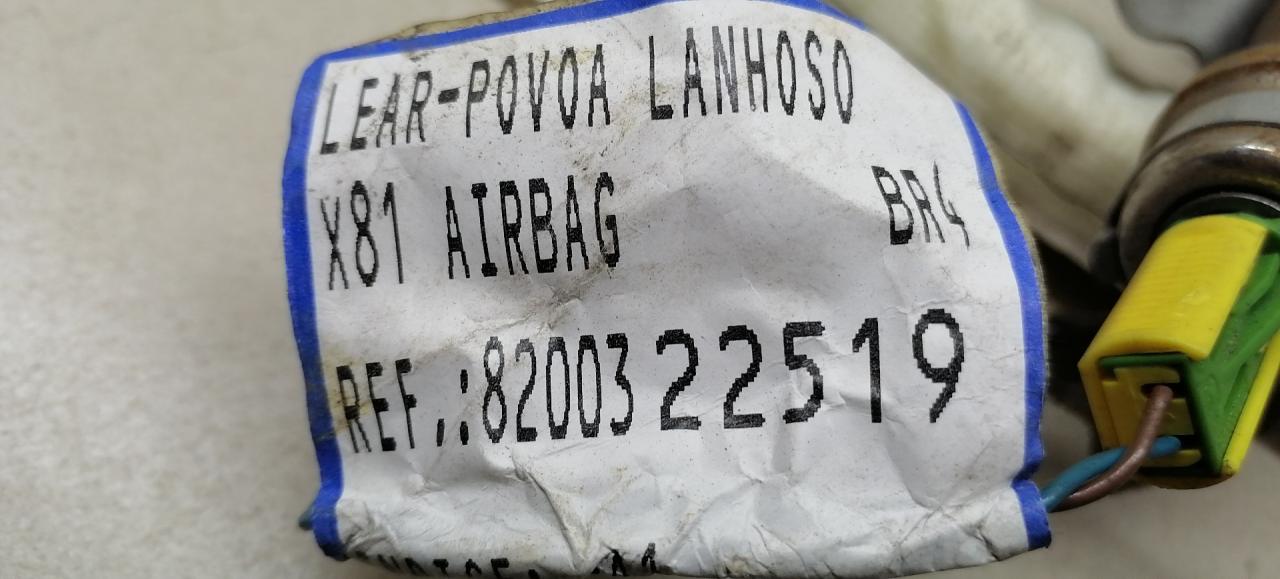 LEAR-POVOA LANHOSO
X81 AIRBAG BR4
REF.:8200322519